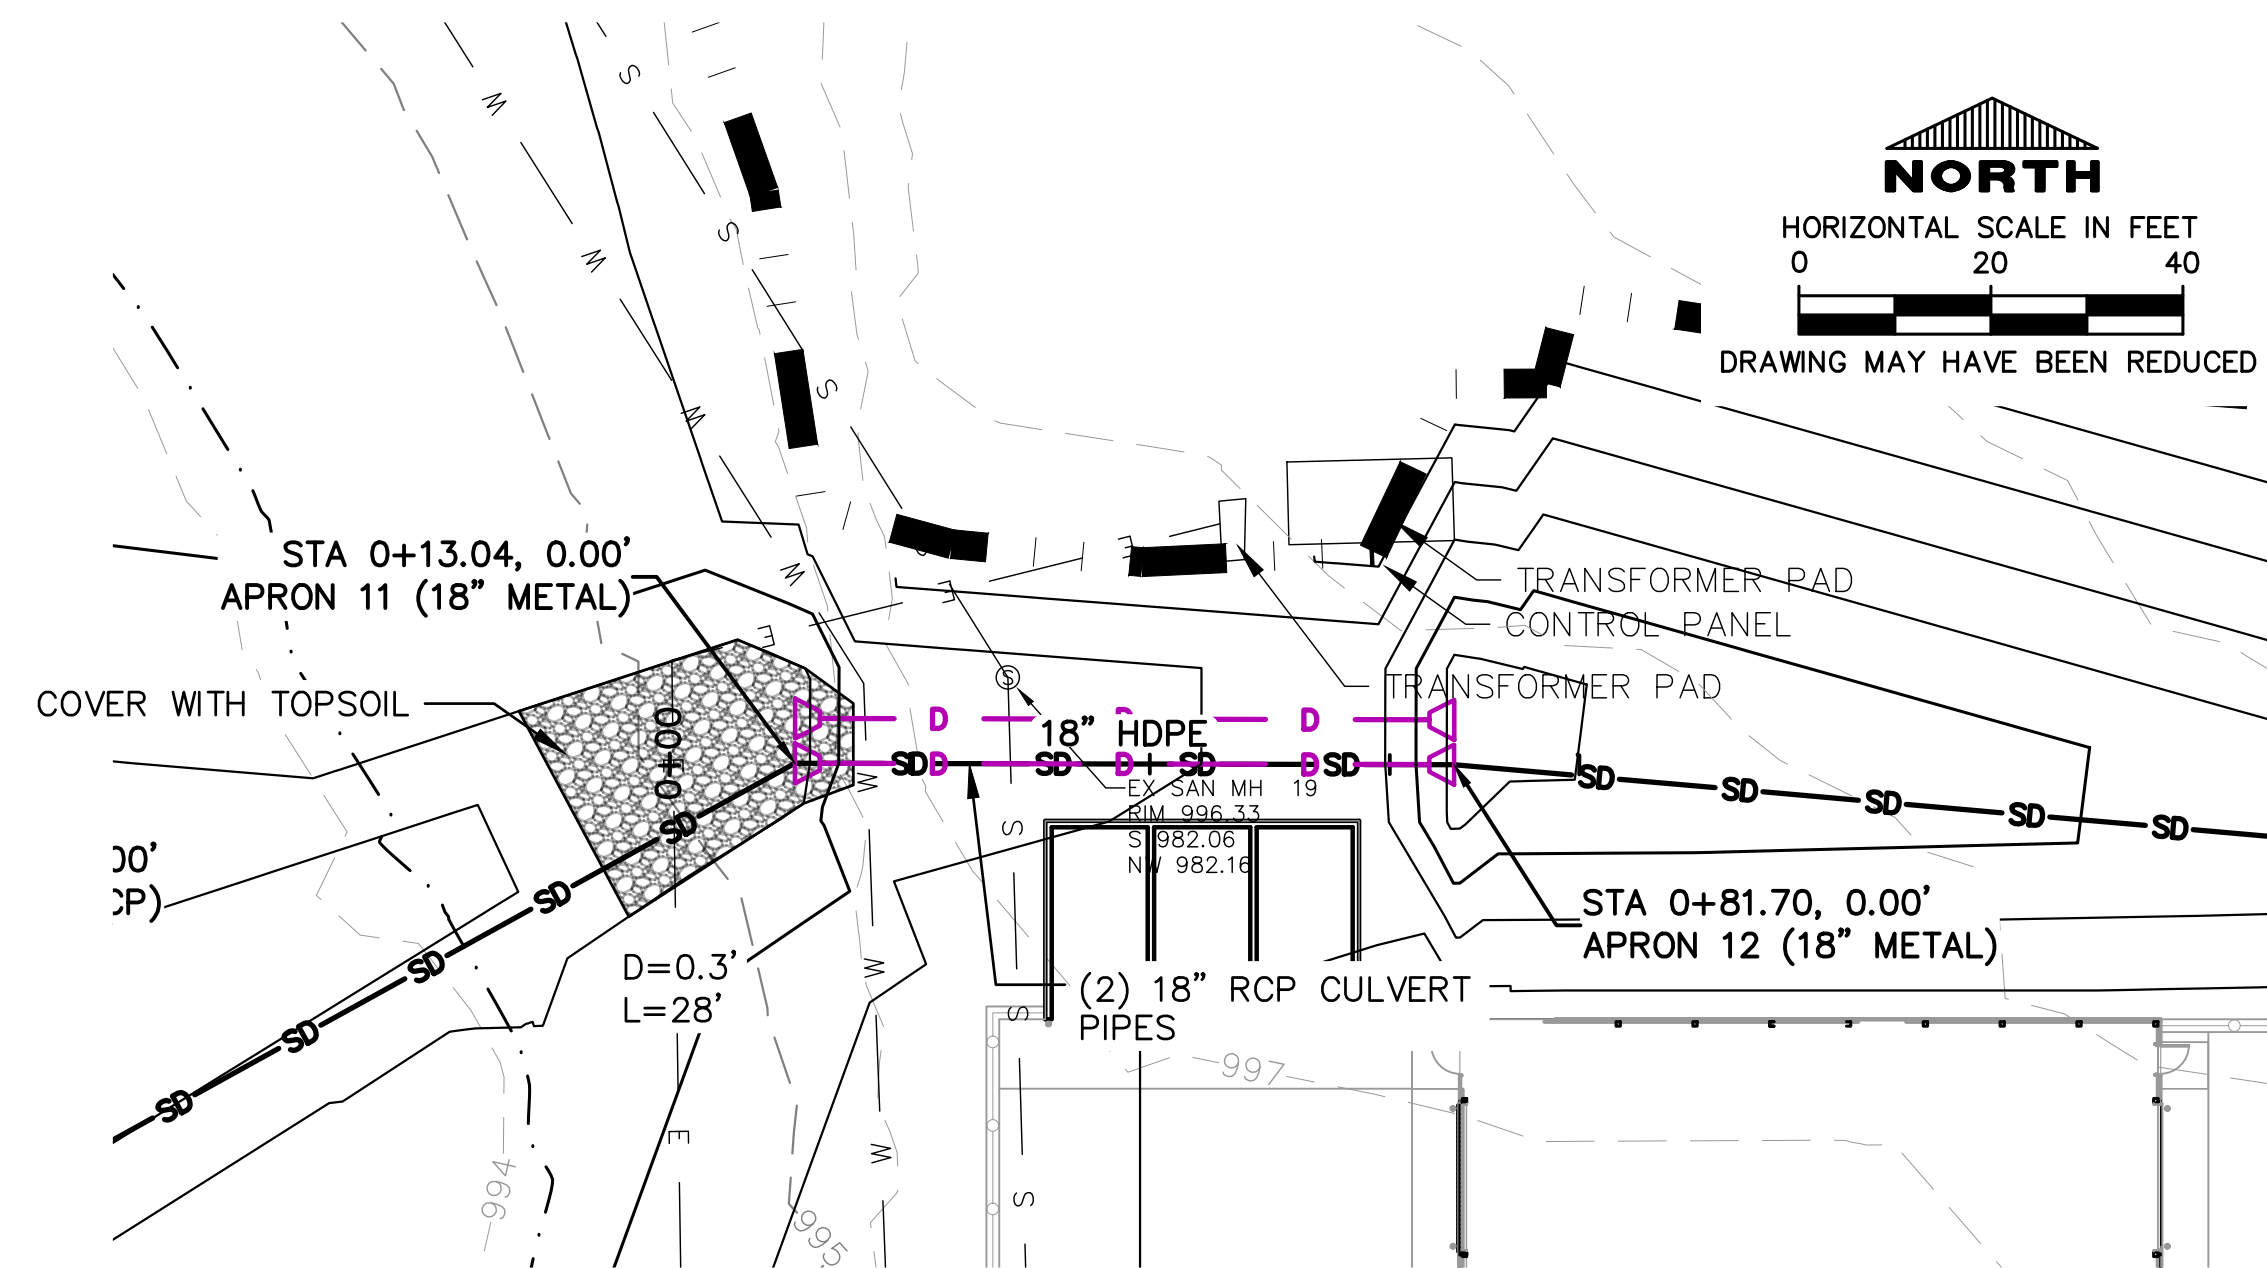 NORTH
HORIZONTAL SCALE IN FEET
0 20 40
DRAWING MAY HAVE BEEN REDUCED
STA 0+13.04, 0.00'
APRON 11 (18" METAL)
TRANSFORMER PAD
CONTROL PANEL
TRANSFORMER PAD
COVER WITH TOPSOIL
0+00
18" HDPE
D D D
SD D SD D SD D SD SD SD SD SD SD
EX SAN MH 19
RIM 996.33
S 982.06
NW 982.16
00'
CP)
SD
SD
SD
SD
SD
STA 0+81.70, 0.00'
APRON 12 (18" METAL)
D=0.3'
L=28'
(2) 18" RCP CULVERT
PIPES
997
994
995
S
S
S
S
S
S
S
S
M
M
M
M
M
M
M
E
E
E
E